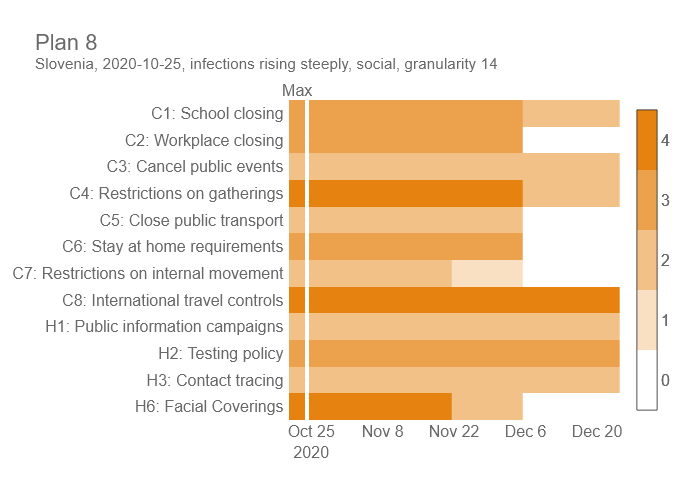 Plan 8
Slovenia, 2020-10-25, infections rising steeply, social, granularity 14
Max
C1: School closing
C2: Workplace closing
C3: Cancel public events
C4: Restrictions on gatherings
C5: Close public transport
C6: Stay at home requirements
C7: Restrictions on internal movement
C8: International travel controls
H1: Public information campaigns
H2: Testing policy
H3: Contact tracing
H6: Facial Coverings
Oct 25 Nov 8 Nov 22 Dec 6 Dec 20
2020
4
3
2
1
0